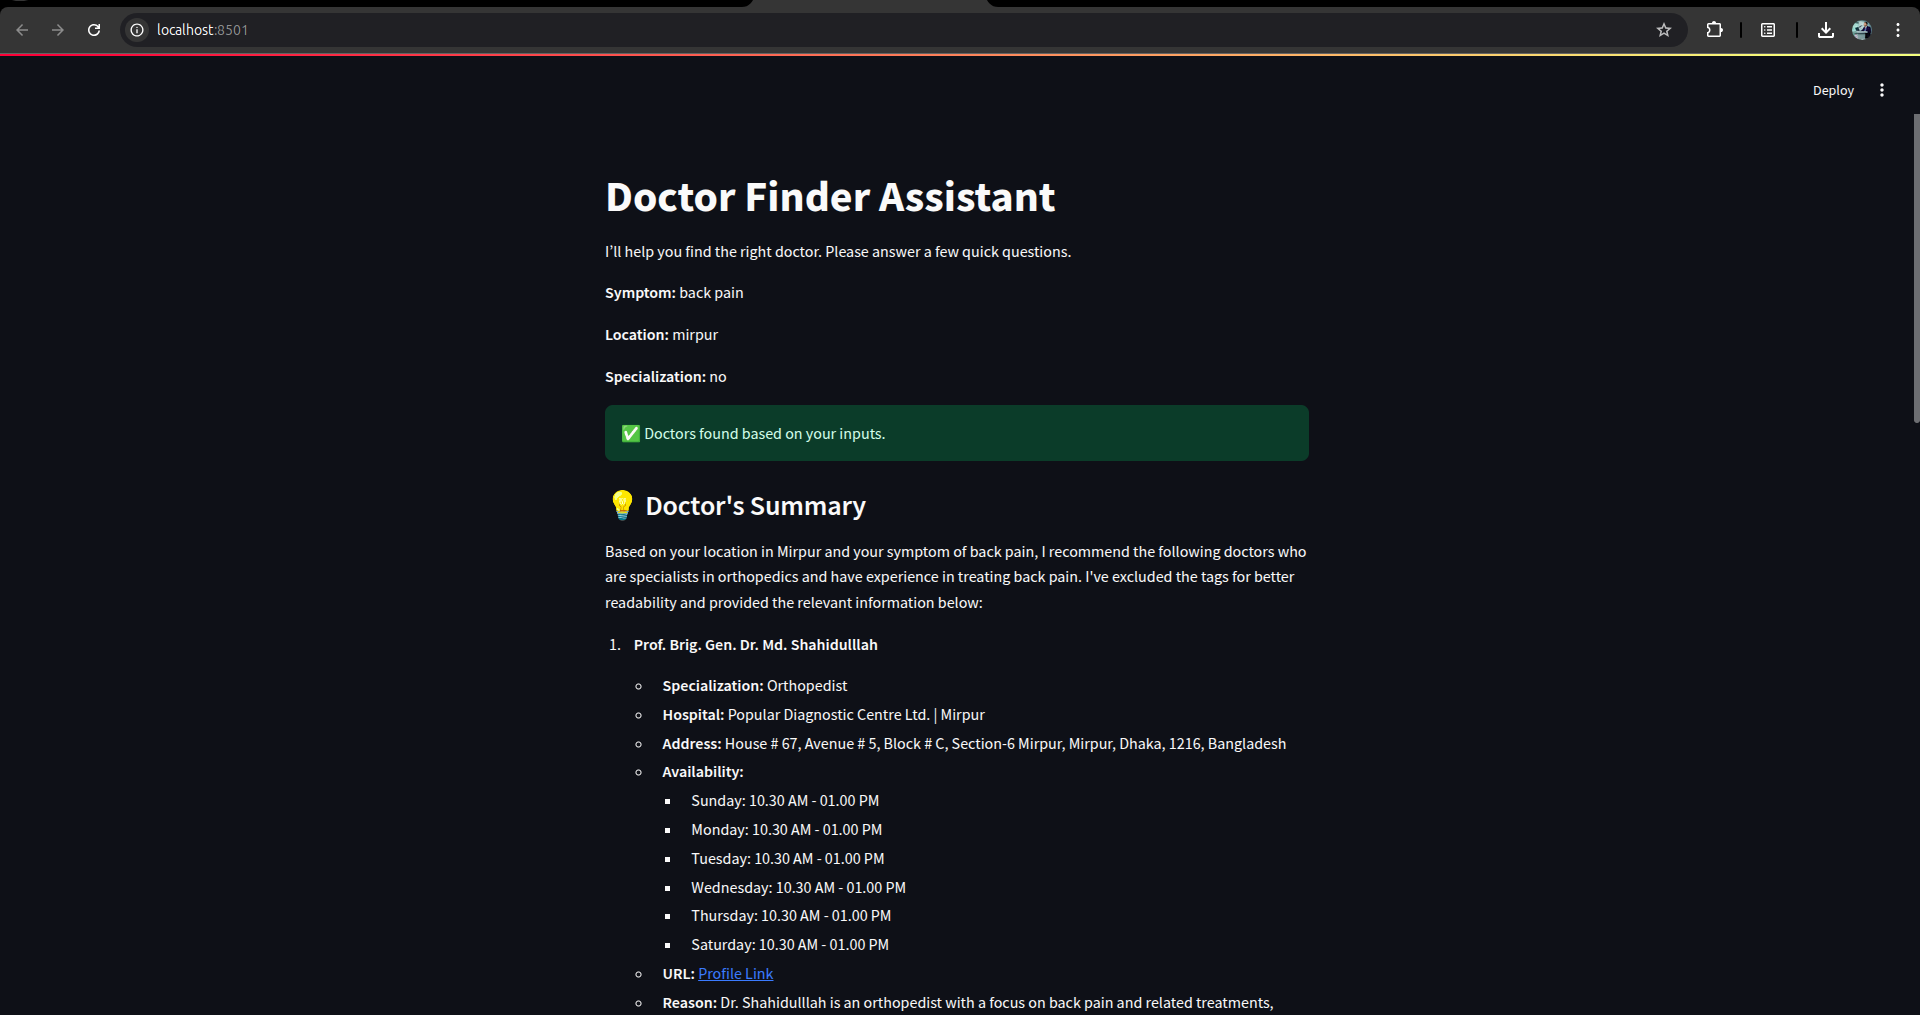 localhost:8501
Deploy
Doctor Finder Assistant
I’ll help you find the right doctor. Please answer a few quick questions.
Symptom: back pain
Location: mirpur
Specialization: no
✅ Doctors found based on your inputs.
💡 Doctor's Summary
Based on your location in Mirpur and your symptom of back pain, I recommend the following doctors who
are specialists in orthopedics and have experience in treating back pain. I've excluded the tags for better
readability and provided the relevant information below:
1. Prof. Brig. Gen. Dr. Md. Shahidulllah
Specialization: Orthopedist
Hospital: Popular Diagnostic Centre Ltd. | Mirpur
Address: House # 67, Avenue # 5, Block # C, Section-6 Mirpur, Mirpur, Dhaka, 1216, Bangladesh
Availability:
Sunday: 10.30 AM - 01.00 PM
Monday: 10.30 AM - 01.00 PM
Tuesday: 10.30 AM - 01.00 PM
Wednesday: 10.30 AM - 01.00 PM
Thursday: 10.30 AM - 01.00 PM
Saturday: 10.30 AM - 01.00 PM
URL: Profile Link
Reason: Dr. Shahidulllah is an orthopedist with a focus on back pain and related treatments,